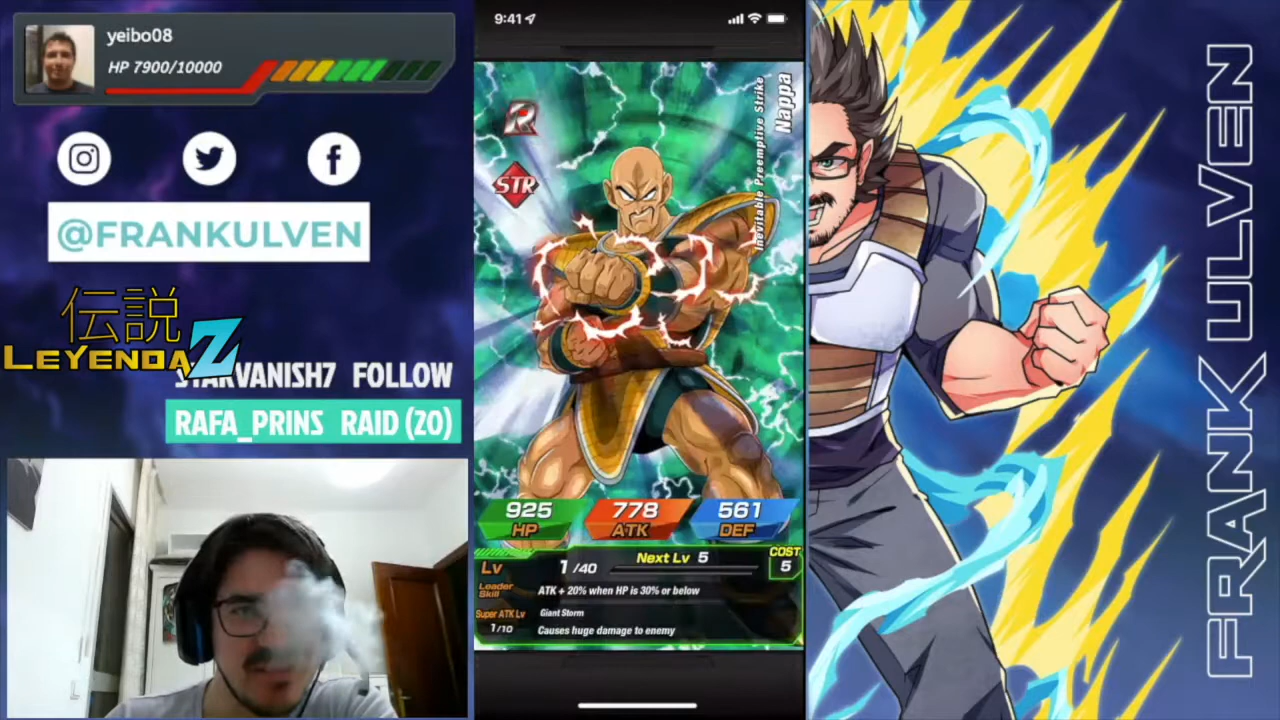 yeibo08
HP 7900/10000
@FRANKULVEN
伝説
LEYENDA Z
STARVANISH7 FOLLOW
RAFA_PRINS RAID (20)
9:41
R
STR
Inevitable Preemptive Strike
Nappa
925
HP
778
ATK
561
DEF
Lv 1/40
Next Lv 5
COST
5
Leader Skill
ATK + 20% when HP is 30% or below
Super ATK Lv
1/10
Giant Storm
Causes huge damage to enemy
FRANK ULVEN